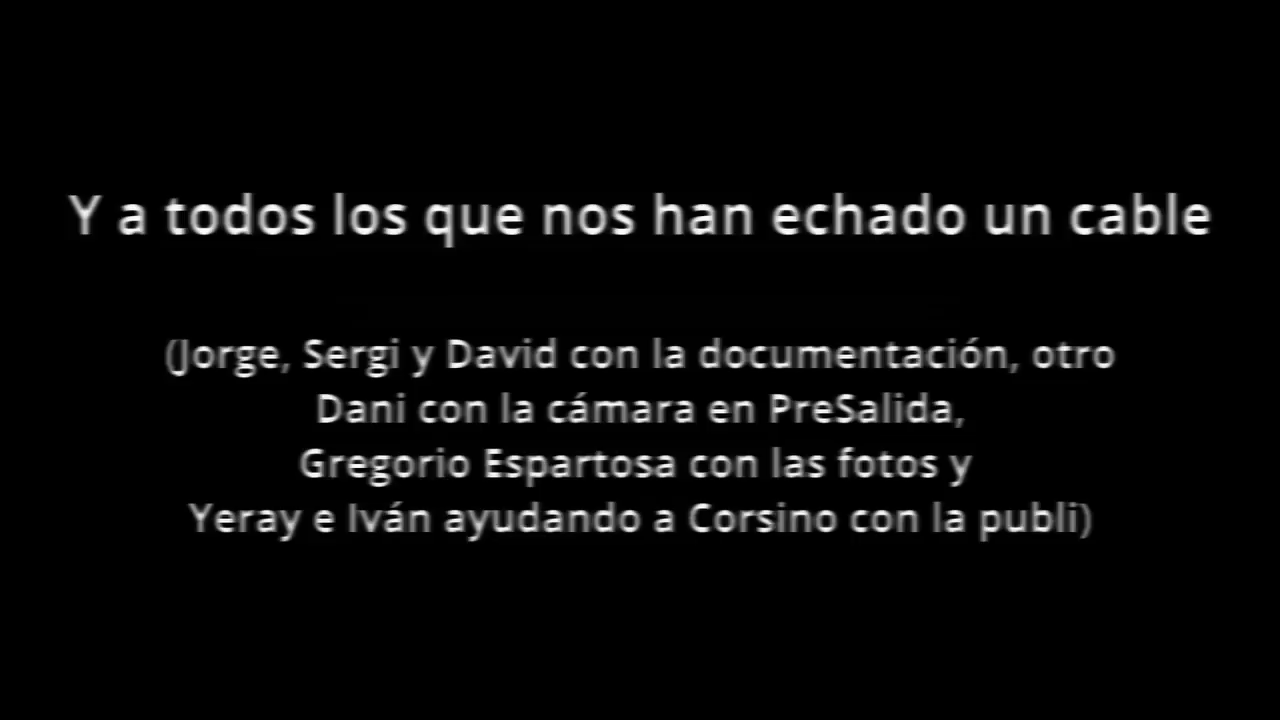 Y a todos los que nos han echado un cable
(Jorge, Sergi y David con la documentación, otro
Dani con la cámara en PreSalida,
Gregorio Espartosa con las fotos y
Yeray e Iván ayudando a Corsino con la publi)